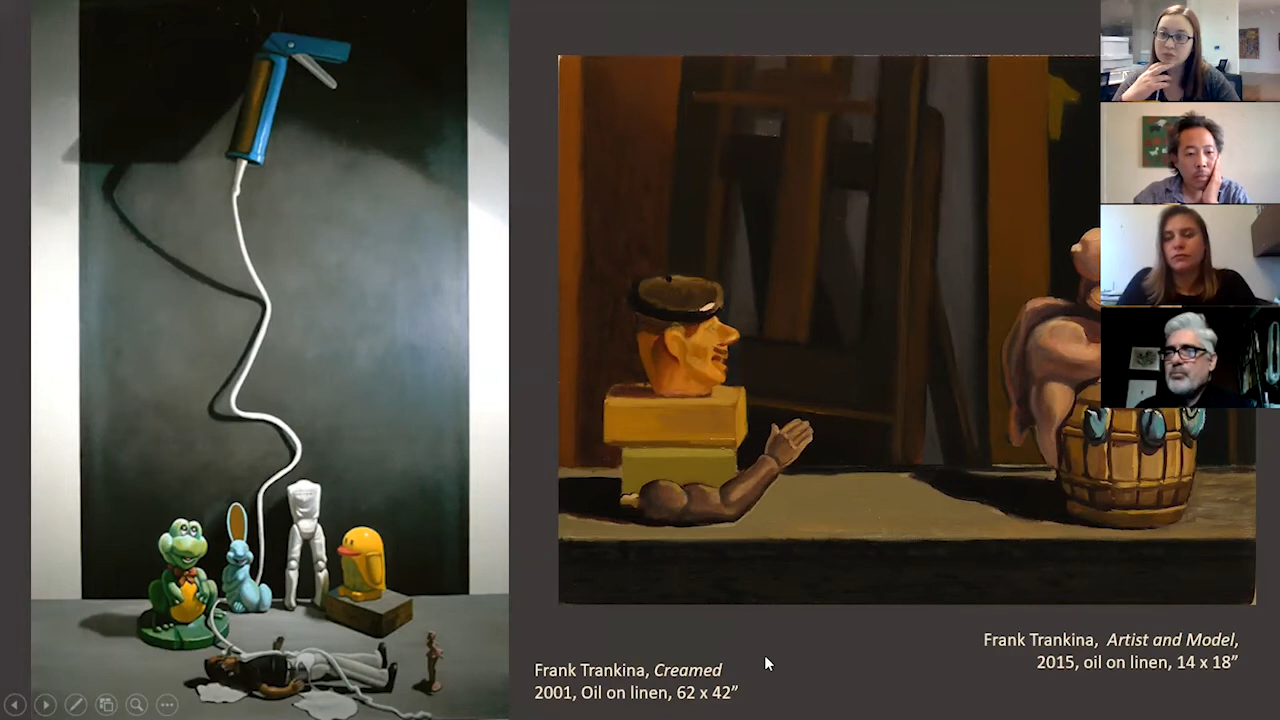 Frank Trankina, Creamed
2001, Oil on linen, 62 x 42”
Frank Trankina, Artist and Model,
2015, oil on linen, 14 x 18”